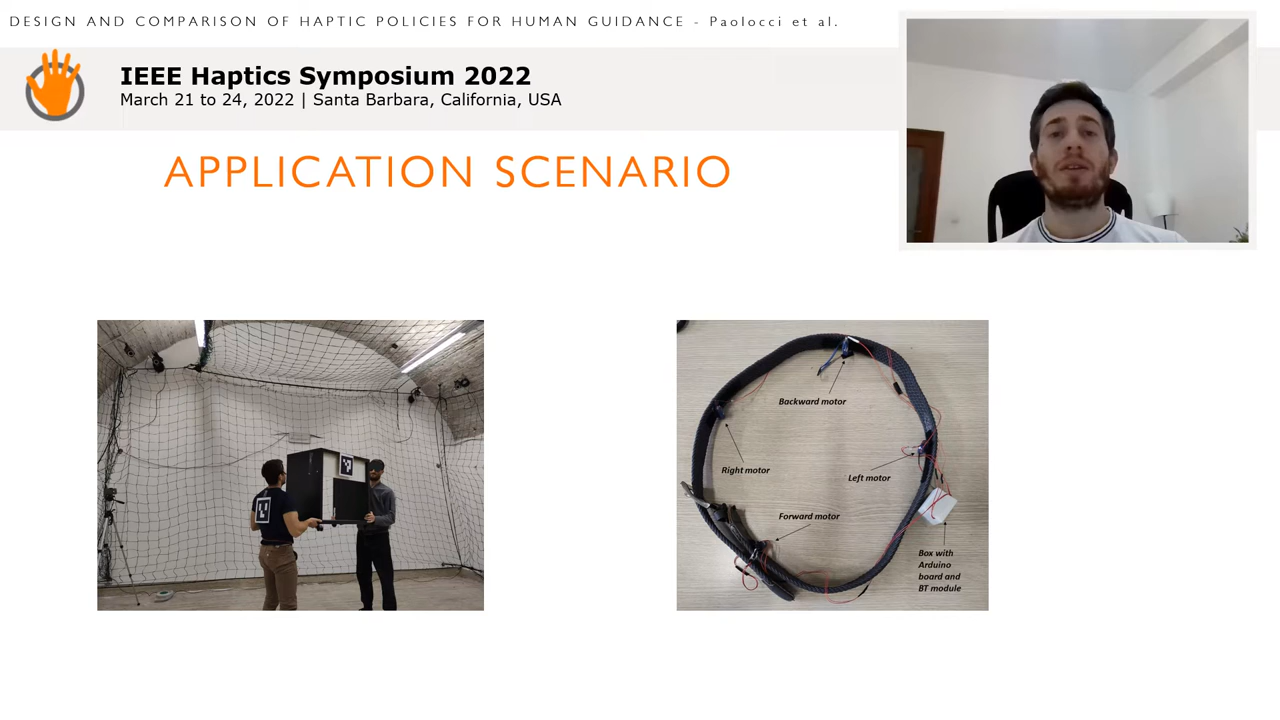 DESIGN AND COMPARISON OF HAPTIC POLICIES FOR HUMAN GUIDANCE - Paolocci et al.
IEEE Haptics Symposium 2022
March 21 to 24, 2022 | Santa Barbara, California, USA
APPLICATION SCENARIO
Backward motor
Right motor
Left motor
Forward motor
Box with
Arduino
board and
BT module